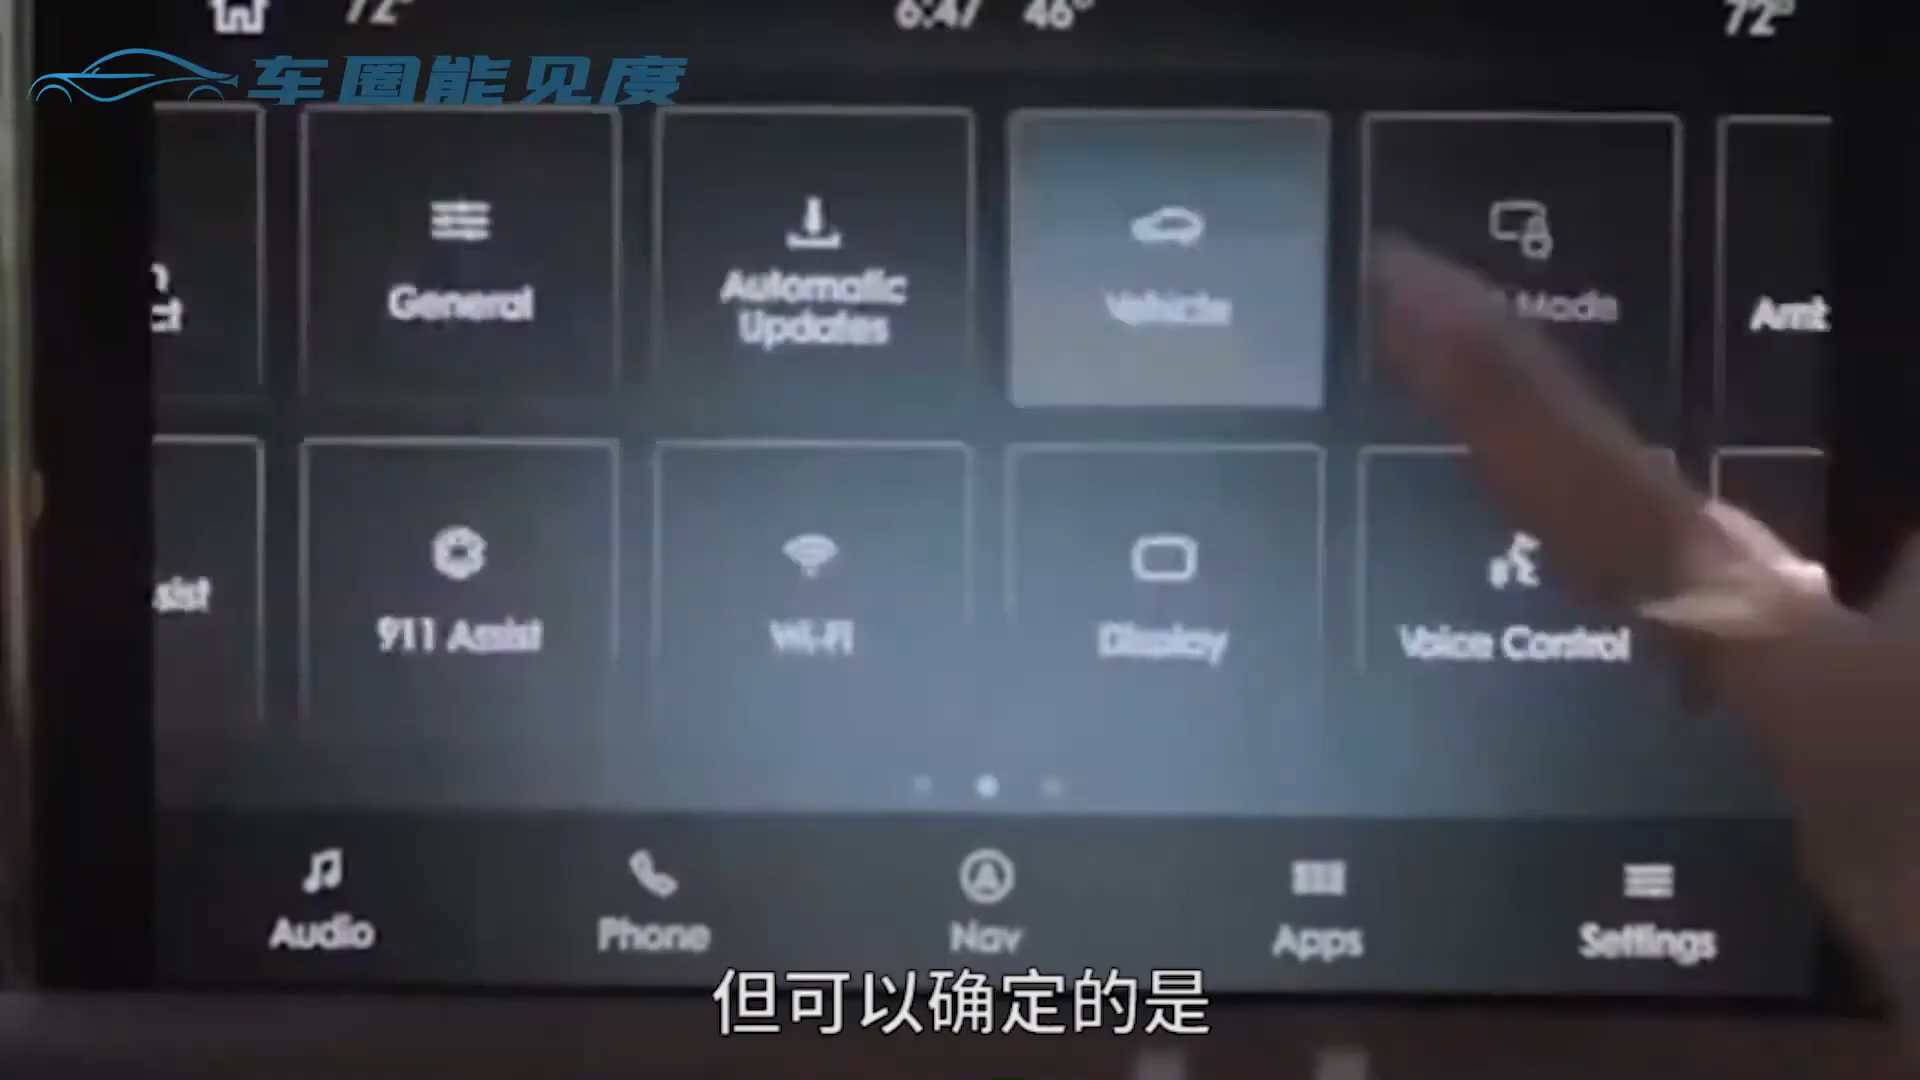 72°
6:47 46°
72°
车圈能见度
General
Automatic
Updates
Vehicle
Mode
911 Assist
Wi-Fi
Display
Voice Control
Audio
Phone
Nav
Apps
Settings
但可以确定的是